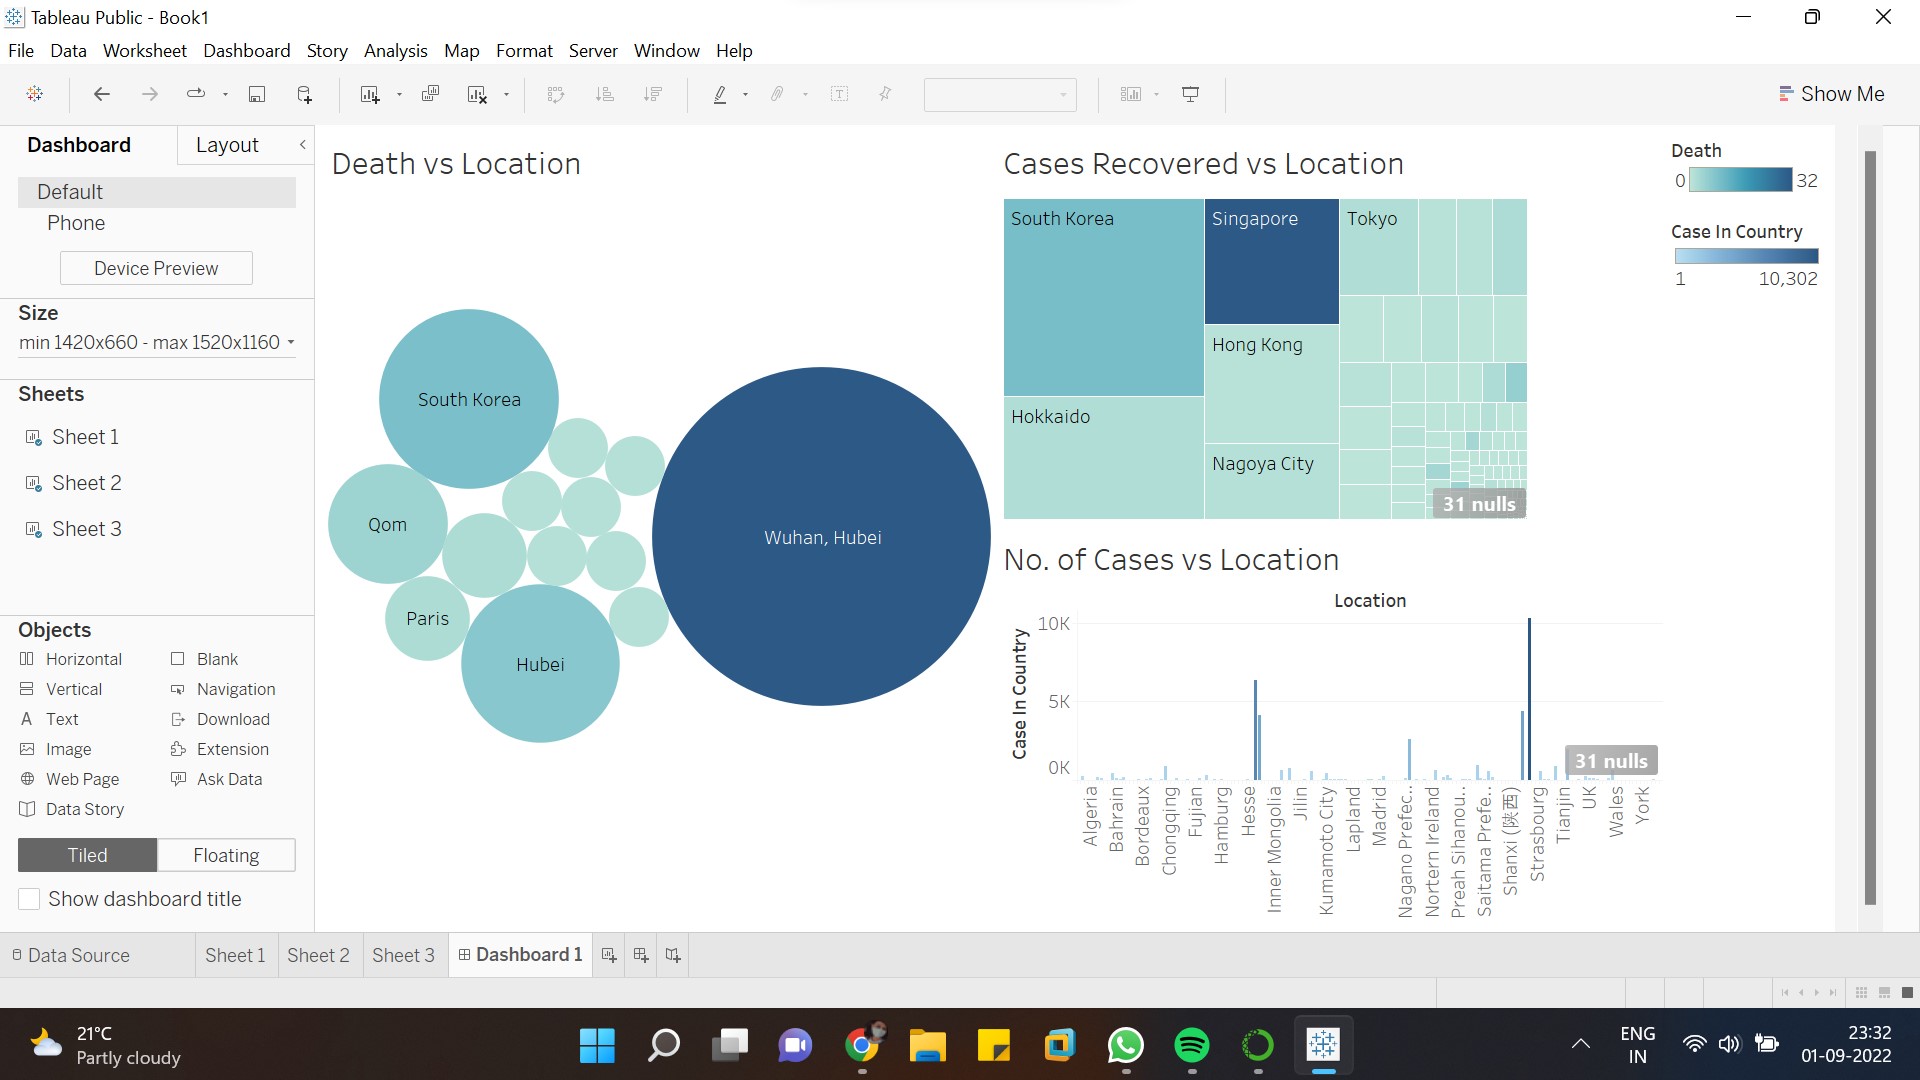 Tableau Public - Book1
File Data Worksheet Dashboard Story Analysis Map Format Server Window Help
Show Me
Dashboard
Layout
Default
Phone
Device Preview
Size
min 1420x660 - max 1520x1160
Sheets
Sheet 1
Sheet 2
Sheet 3
Objects
Horizontal
Blank
Vertical
Navigation
A Text
Download
Image
Extension
Web Page
Ask Data
Data Story
Tiled
Floating
Show dashboard title
Death vs Location
South Korea
Qom
Paris
Hubei
Wuhan, Hubei
Cases Recovered vs Location
South Korea
Singapore
Tokyo
Hong Kong
Hokkaido
Nagoya City
31 nulls
No. of Cases vs Location
Location
Case In Country
10K
5K
0K
31 nulls
Algeria
Bahrain
Bordeaux
Chongqing
Fujian
Hamburg
Hesse
Inner Mongolia
Jilin
Kumamoto City
Lapland
Madrid
Nagano Prefec..
Nortern Ireland
Preah Sihanou..
Saitama Prefe..
Shanxi (陕西)
Strasbourg
Tianjin
UK
Wales
York
Death
0 32
Case In Country
1 10,302
Data Source
Sheet 1
Sheet 2
Sheet 3
Dashboard 1
21°C
Partly cloudy
ENG
IN
23:32
01-09-2022